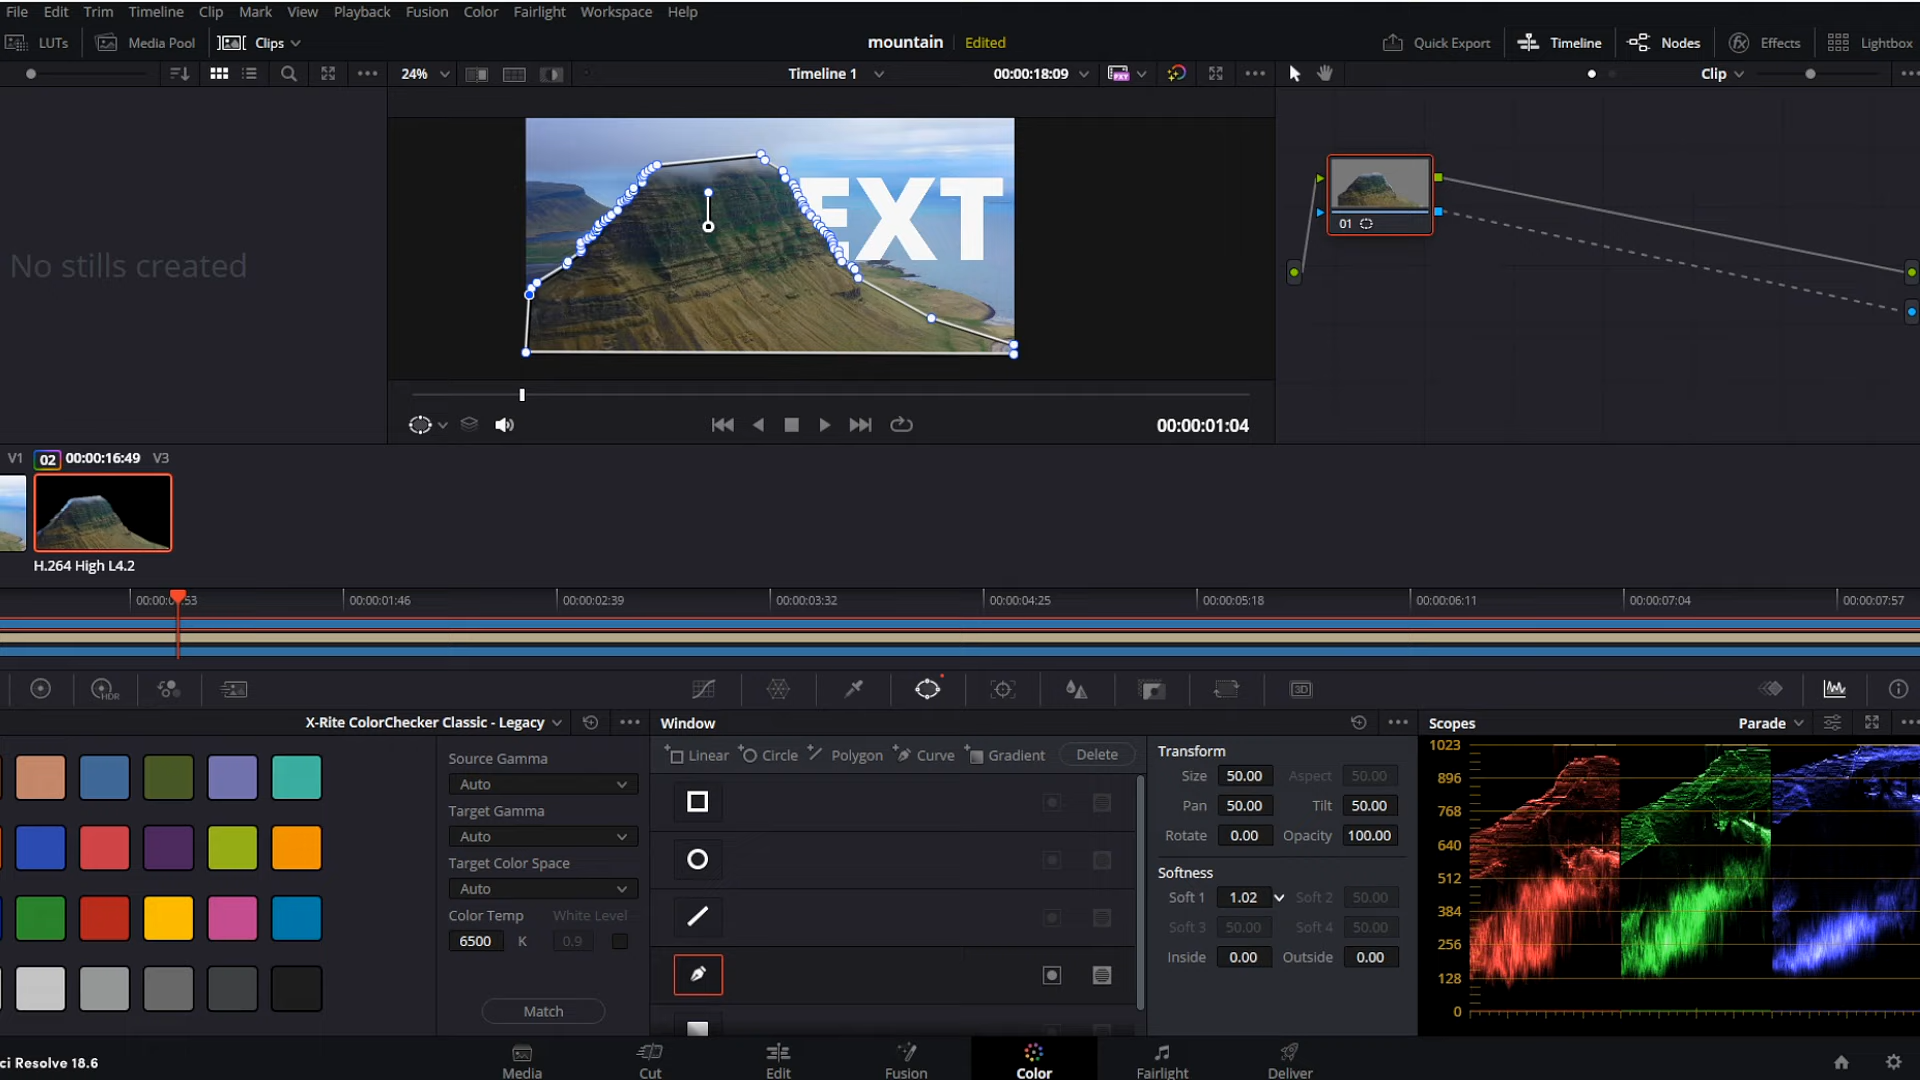 File Edit Trim Timeline Clip Mark View Playback Fusion Color Fairlight Workspace Help
LUTs Media Pool Clips mountain Edited Quick Export Timeline Nodes Effects Lightbox
24% Timeline 1 00:00:18:09 Clip
No stills created
EXT
01
00:00:01:04
V1 02 00:00:16:49 V3
H.264 High L4.2
00:00:01:46 00:00:02:39 00:00:03:32 00:00:04:25 00:00:05:18 00:00:06:11 00:00:07:04 00:00:07:57
HDR 3D
X-Rite ColorChecker Classic - Legacy
Source Gamma
Auto
Target Gamma
Auto
Target Color Space
Auto
Color Temp White Level
6500 K 0.9
Match
Window
Linear Circle Polygon Curve Gradient Delete
Transform
Size 50.00 Aspect 50.00
Pan 50.00 Tilt 50.00
Rotate 0.00 Opacity 100.00
Softness
Soft 1 1.02 Soft 2 50.00
Soft 3 50.00 Soft 4 50.00
Inside 0.00 Outside 0.00
Scopes Parade
1023
896
768
640
512
384
256
128
0
ci Resolve 18.6
Media Cut Edit Fusion Color Fairlight Deliver